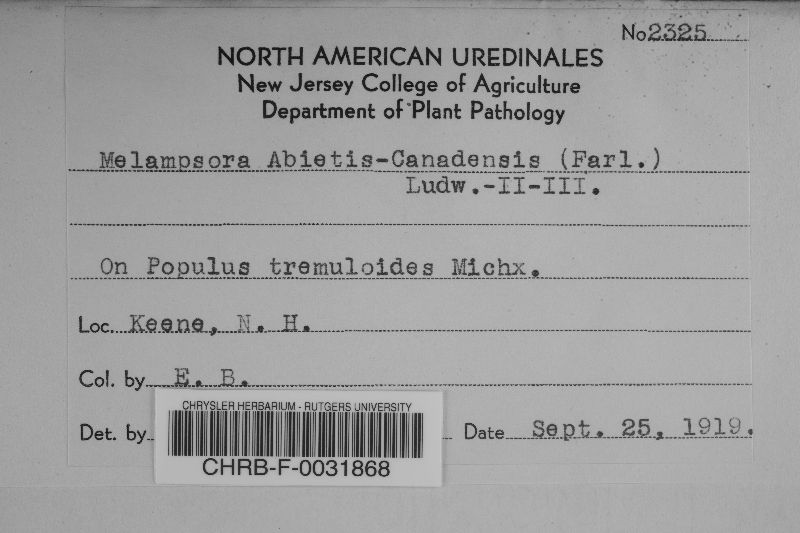 No 2325
NORTH AMERICAN UREDINALES
New Jersey College of Agriculture
Department of Plant Pathology
Melampsora Abietis-Canadensis (Farl.)
Ludw.-II-III.
On Populus tremuloides Michx.
Loc. Keene, N. H.
Col. by E. B.
Det. by
Date Sept. 25, 1919.
CHRYSLER HERBARIUM - RUTGERS UNIVERSITY
CHRB-F-0031868